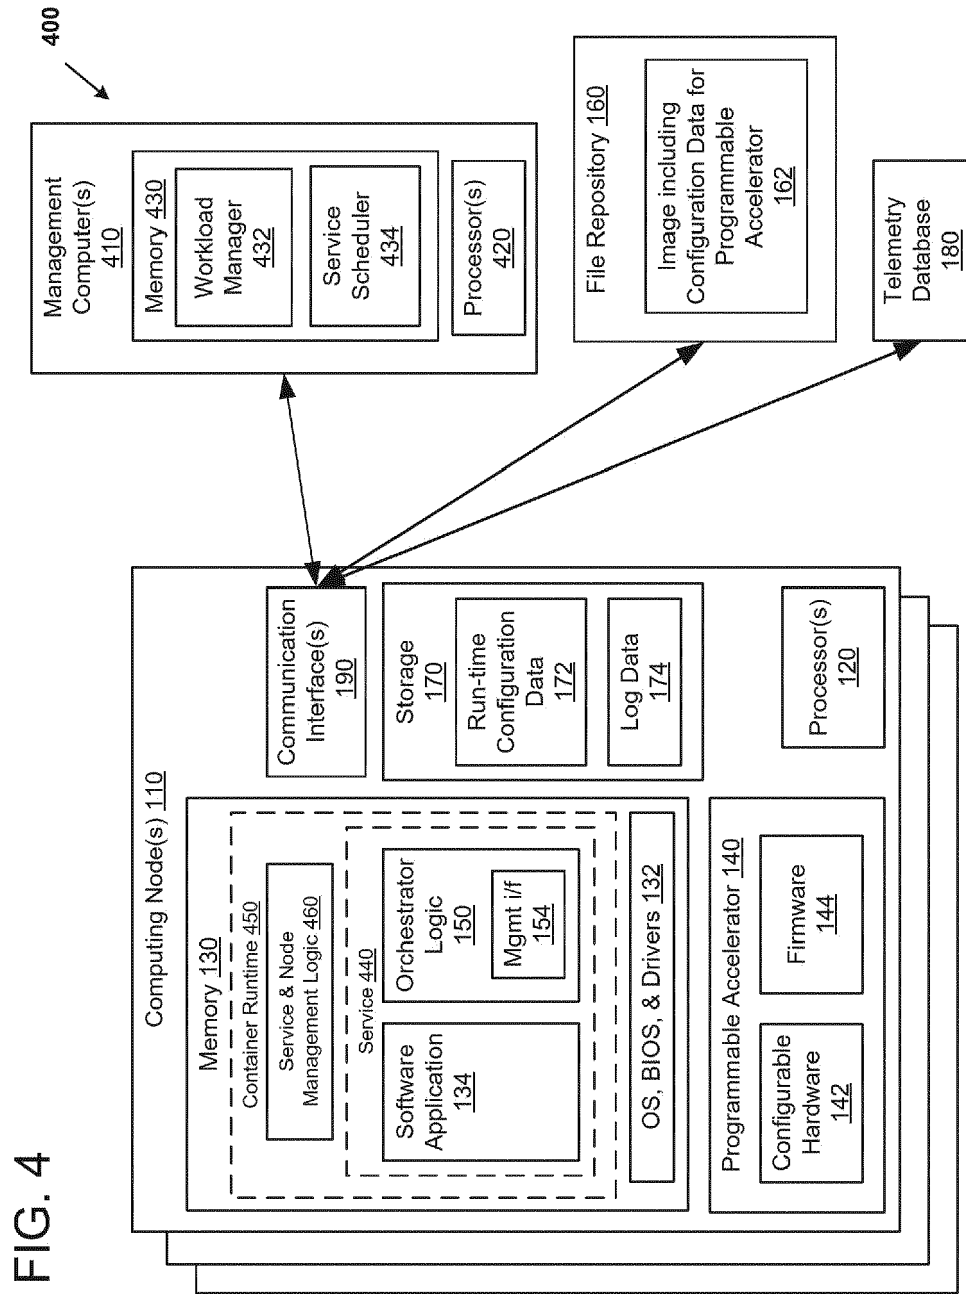 FIG. 4
400
Computing Node(s) 110
Memory 130
Container Runtime 450
Service & Node
Management Logic 460
Service 440
Software
Application
134
Orchestrator
Logic
150
Mgmt i/f
154
OS, BIOS, & Drivers 132
Programmable Accelerator 140
Configurable
Hardware
142
Firmware
144
Communication
Interface(s)
190
Storage
170
Run-time
Configuration
Data
172
Log Data
174
Processor(s)
120
Management
Computer(s)
410
Memory 430
Workload
Manager
432
Service
Scheduler
434
Processor(s)
420
File Repository 160
Image including
Configuration Data for
Programmable
Accelerator
162
Telemetry
Database
180